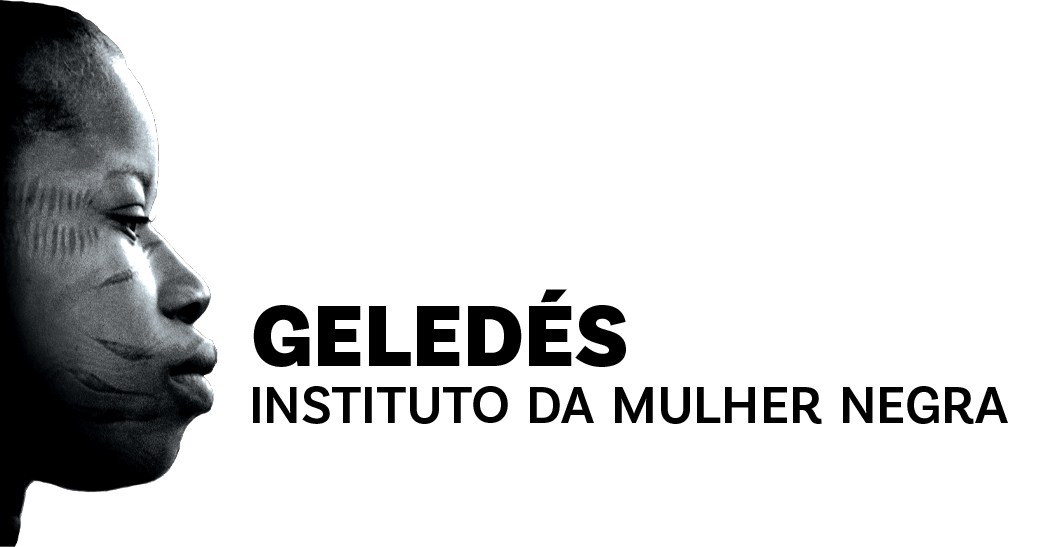 GELEDÉS
INSTITUTO DA MULHER NEGRA